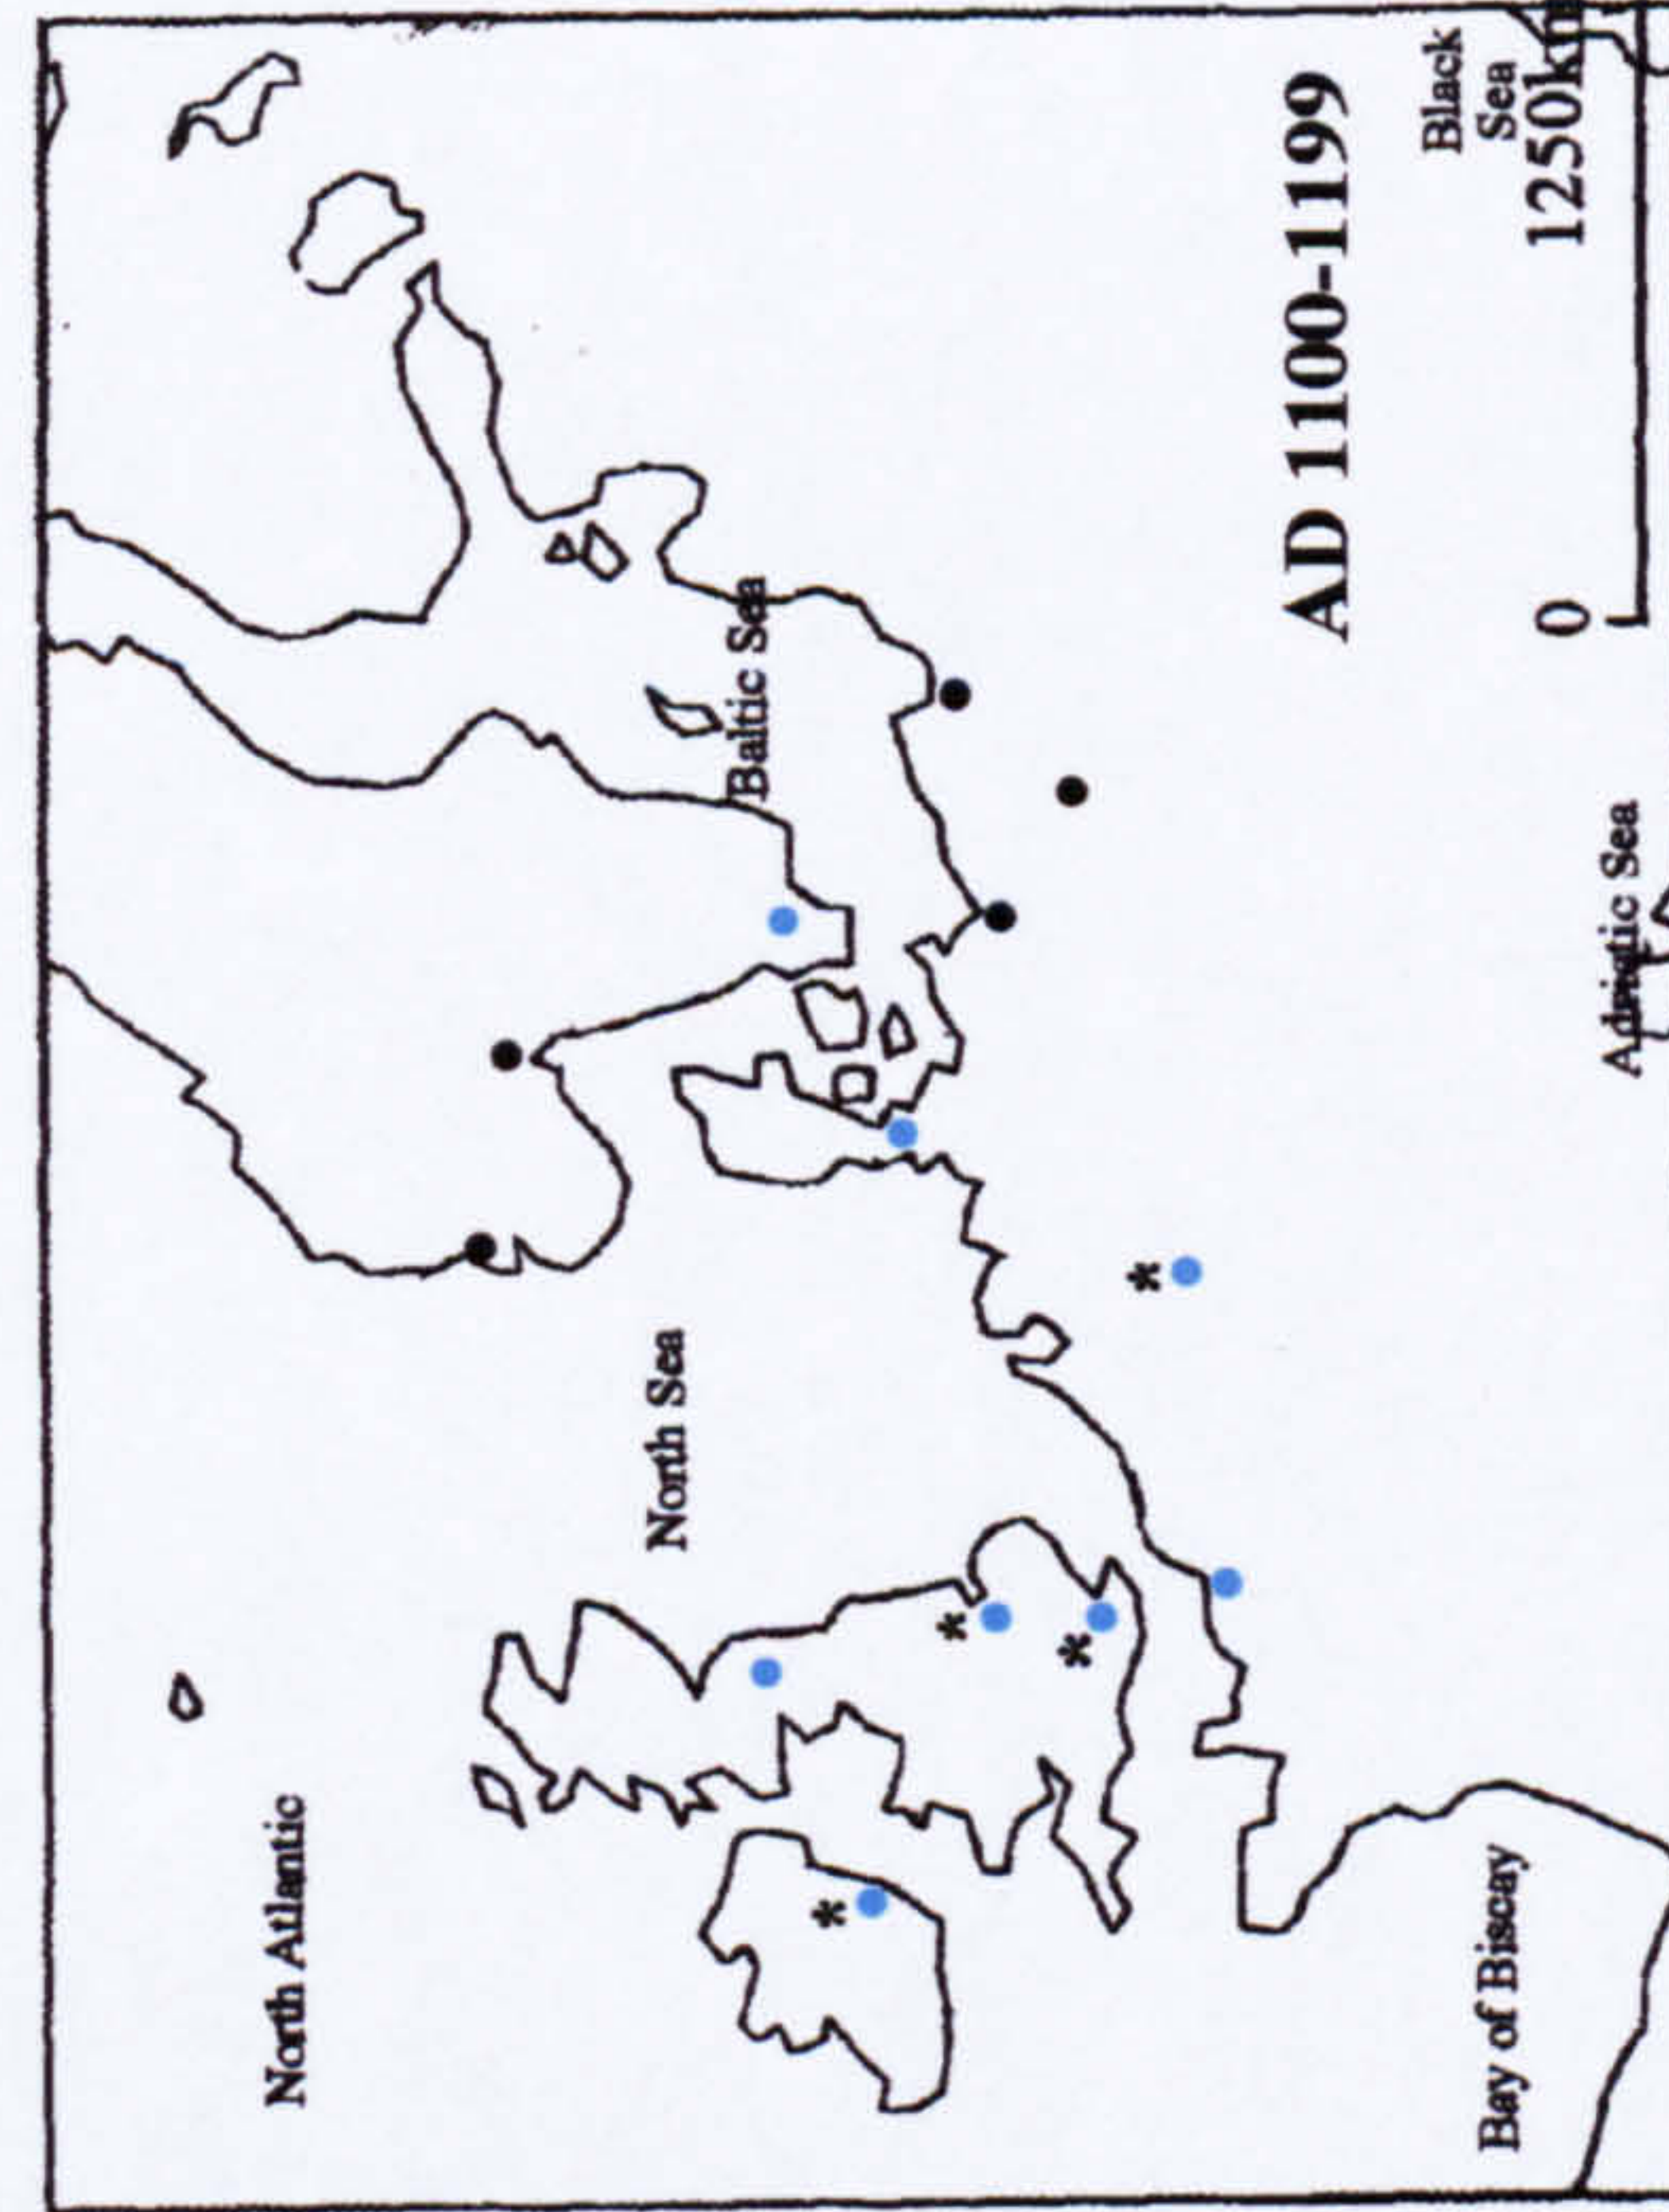 North Atlantic
North Sea
Baltic Sea
Bay of Biscay
Adriatic Sea
AD 1100-1199
Black
Sea
0
1250km
*
*
*
*